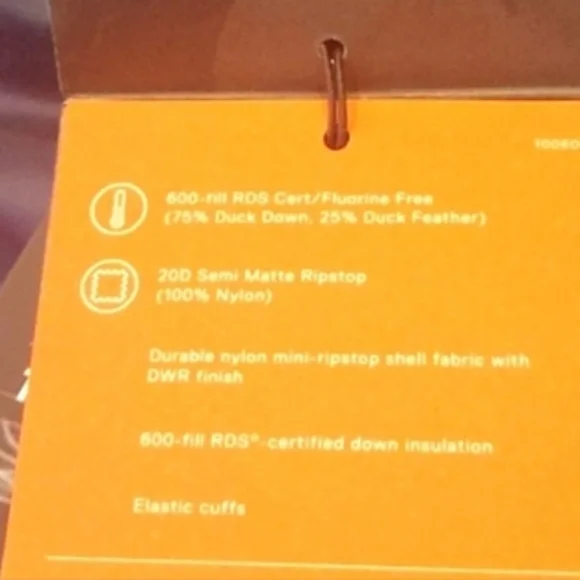 600-fill RDS Cert/Fluorine Free
(75% Duck Down, 25% Duck Feather)
20D Semi Matte Ripstop
(100% Nylon)
Durable nylon mini-ripstop shell fabric with
DWR finish
600-fill RDS®-certified down insulation
Elastic cuffs